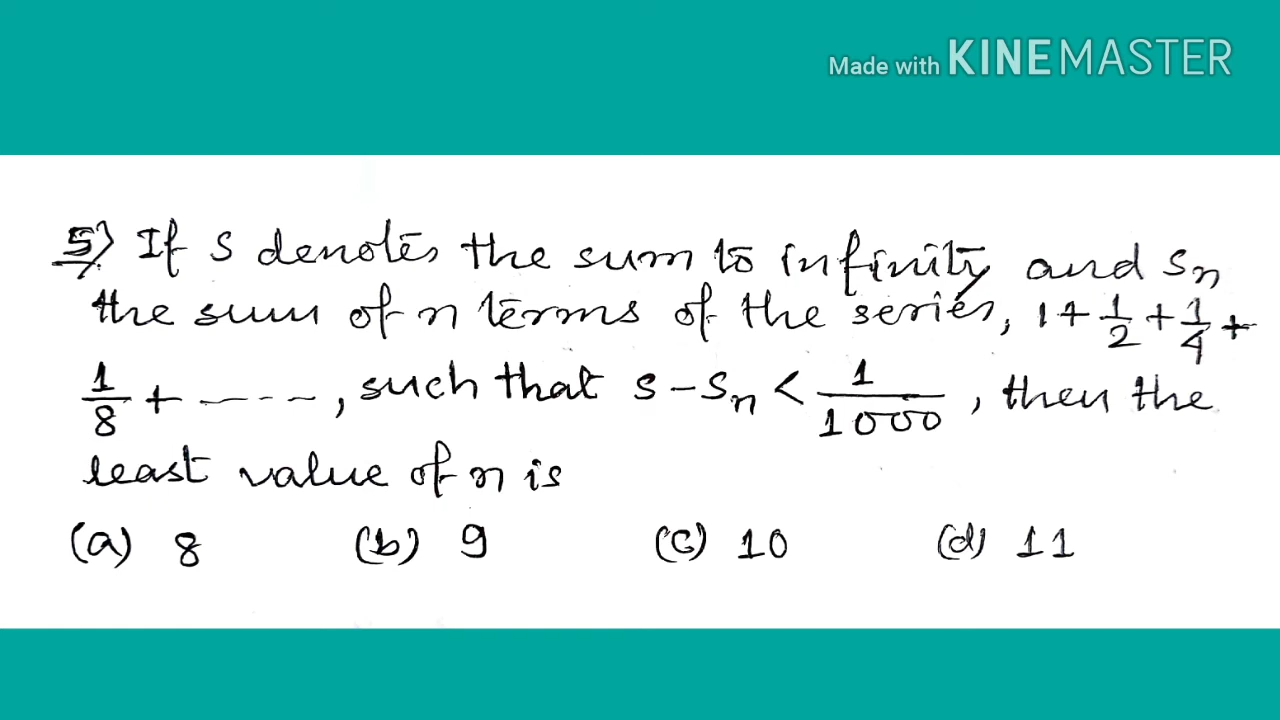 Made with KINEMASTER
5) If S denotes the sum to infinity and Sn
the sum of n terms of the series, 1 + 1/2 + 1/4 +
1/8 + -----, such that S - Sn < 1/1000, then the
least value of n is
(a) 8 (b) 9 (c) 10 (d) 11